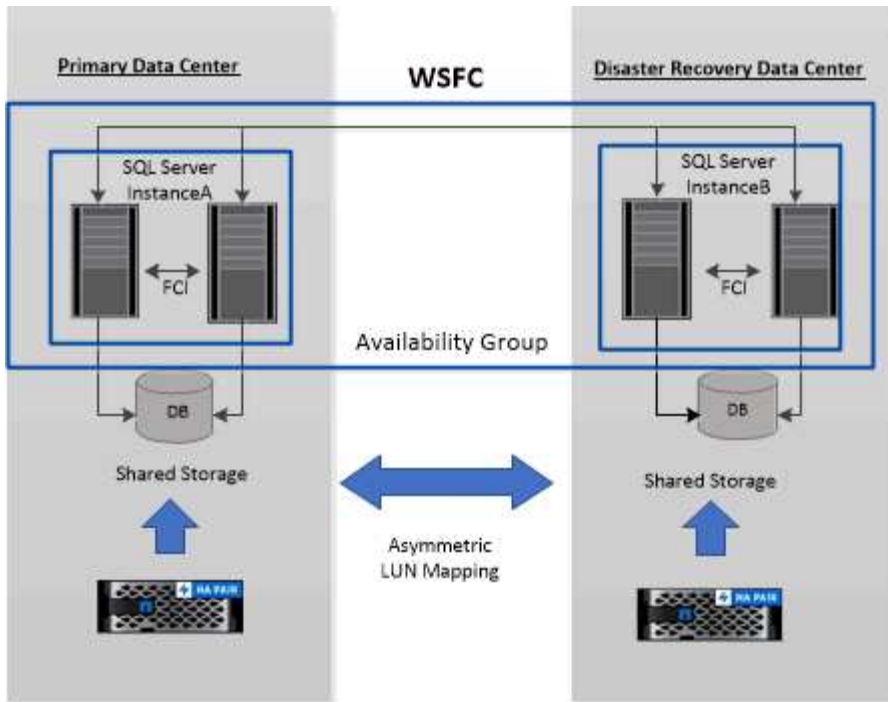 Primary Data Center
WSFC
Disaster Recovery Data Center
SQL Server
InstanceA
SQL Server
InstanceB
FCI
FCI
Availability Group
DB
DB
Shared Storage
Shared Storage
Asymmetric
LUN Mapping
HA PAIR
HA PAIR